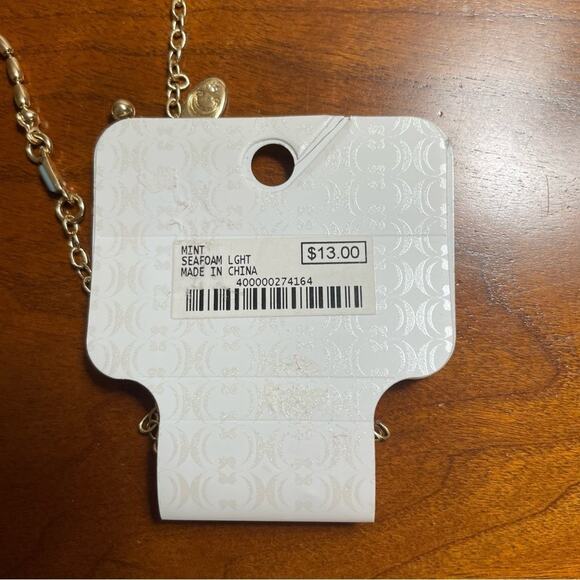 MINT
SEAFOAM LGHT
MADE IN CHINA
$13.00
400000274164